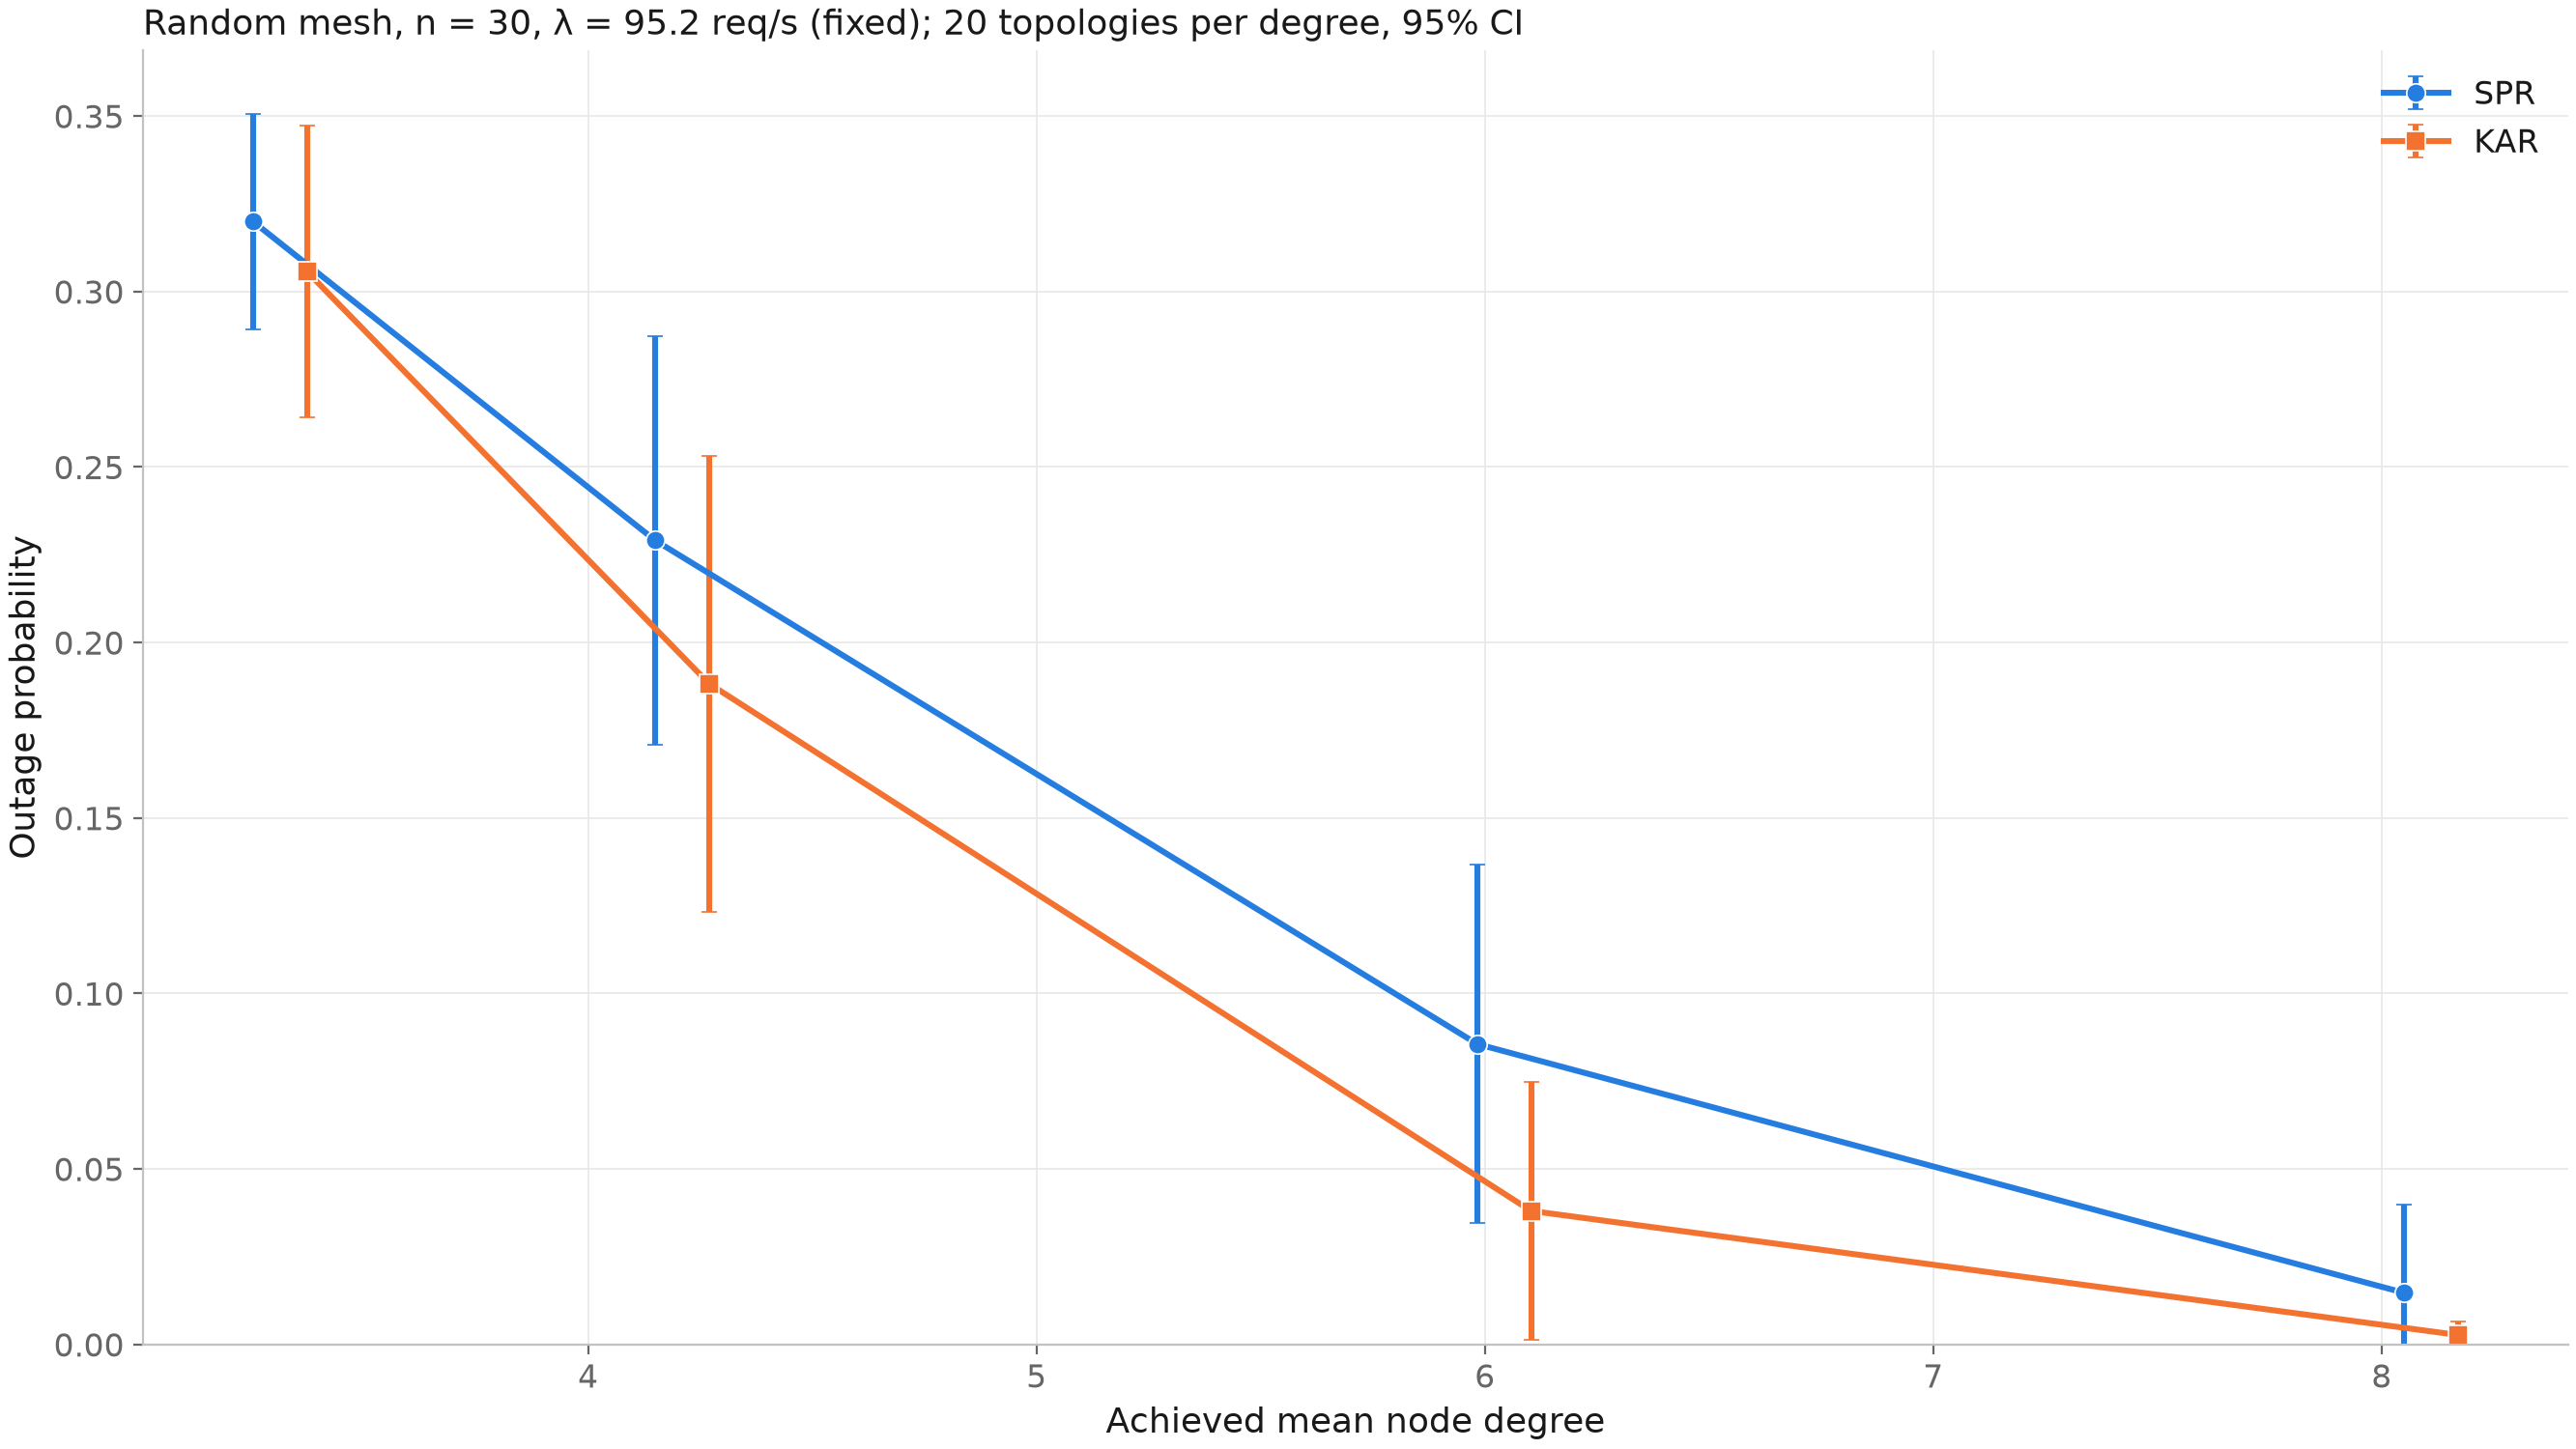 Random mesh, n = 30, λ = 95.2 req/s (fixed); 20 topologies per degree, 95% CI
SPR
KAR
Outage probability
0.35
0.30
0.25
0.20
0.15
0.10
0.05
0.00
4 5 6 7 8
Achieved mean node degree